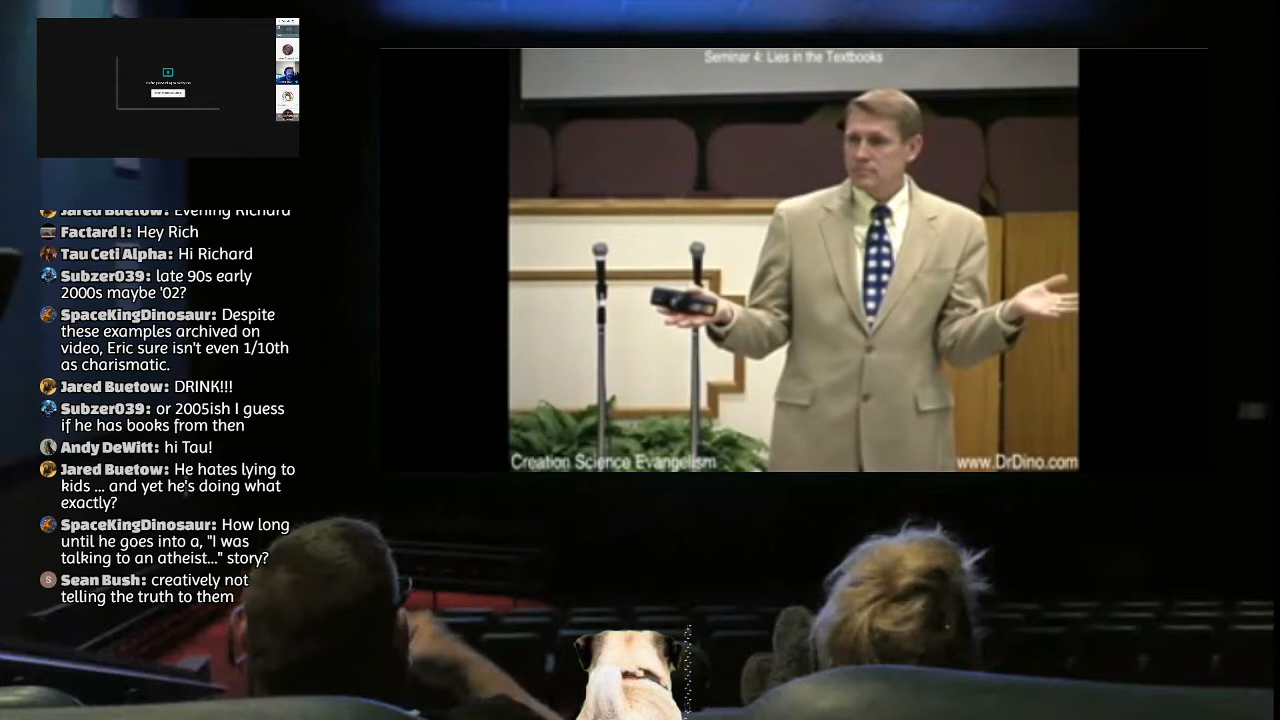 Seminar 4: Lies in the Textbooks
Jared Buetow: Evening Richard
Factard !: Hey Rich
Tau Ceti Alpha: Hi Richard
Subzer039: late 90s early
2000s maybe '02?
SpaceKingDinosaur: Despite
these examples archived on
video, Eric sure isn't even 1/10th
as charismatic.
Jared Buetow: DRINK!!!
Subzer039: or 2005ish I guess
if he has books from then
Andy DeWitt: hi Tau!
Jared Buetow: He hates lying to
kids ... and yet he's doing what
exactly?
SpaceKingDinosaur: How long
until he goes into a, "I was
talking to an atheist..." story?
S
Sean Bush: creatively not
telling the truth to them
Creation Science Evangelism
www.DrDino.com